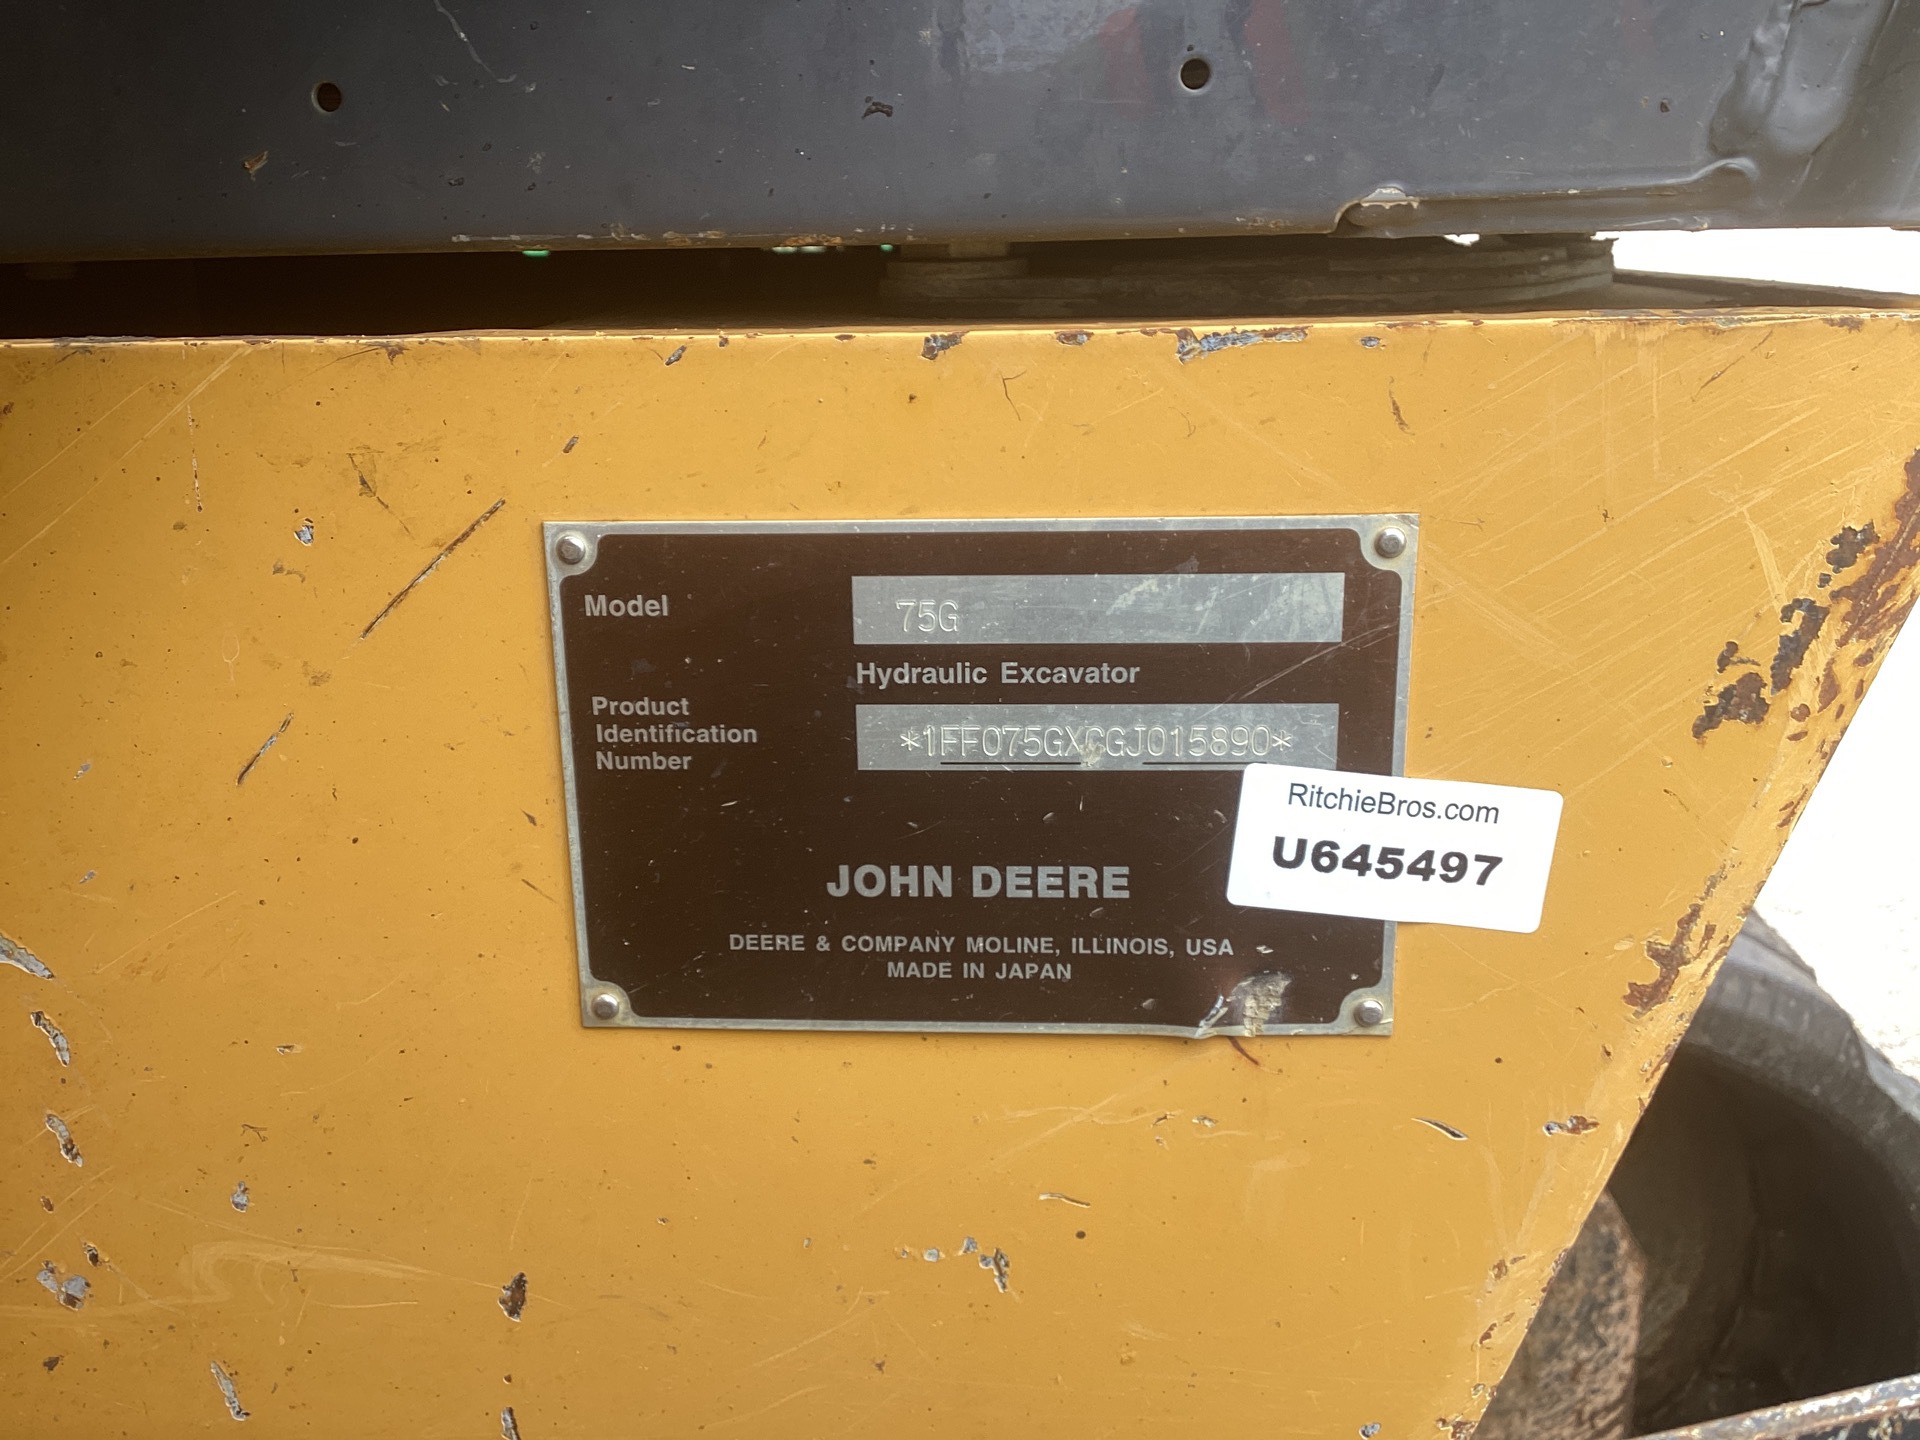 Model 75G
Hydraulic Excavator
Product
Identification
Number
*1FF075GXCGJ015890*
RitchieBros.com
U645497
JOHN DEERE
DEERE & COMPANY MOLINE, ILLINOIS, USA
MADE IN JAPAN